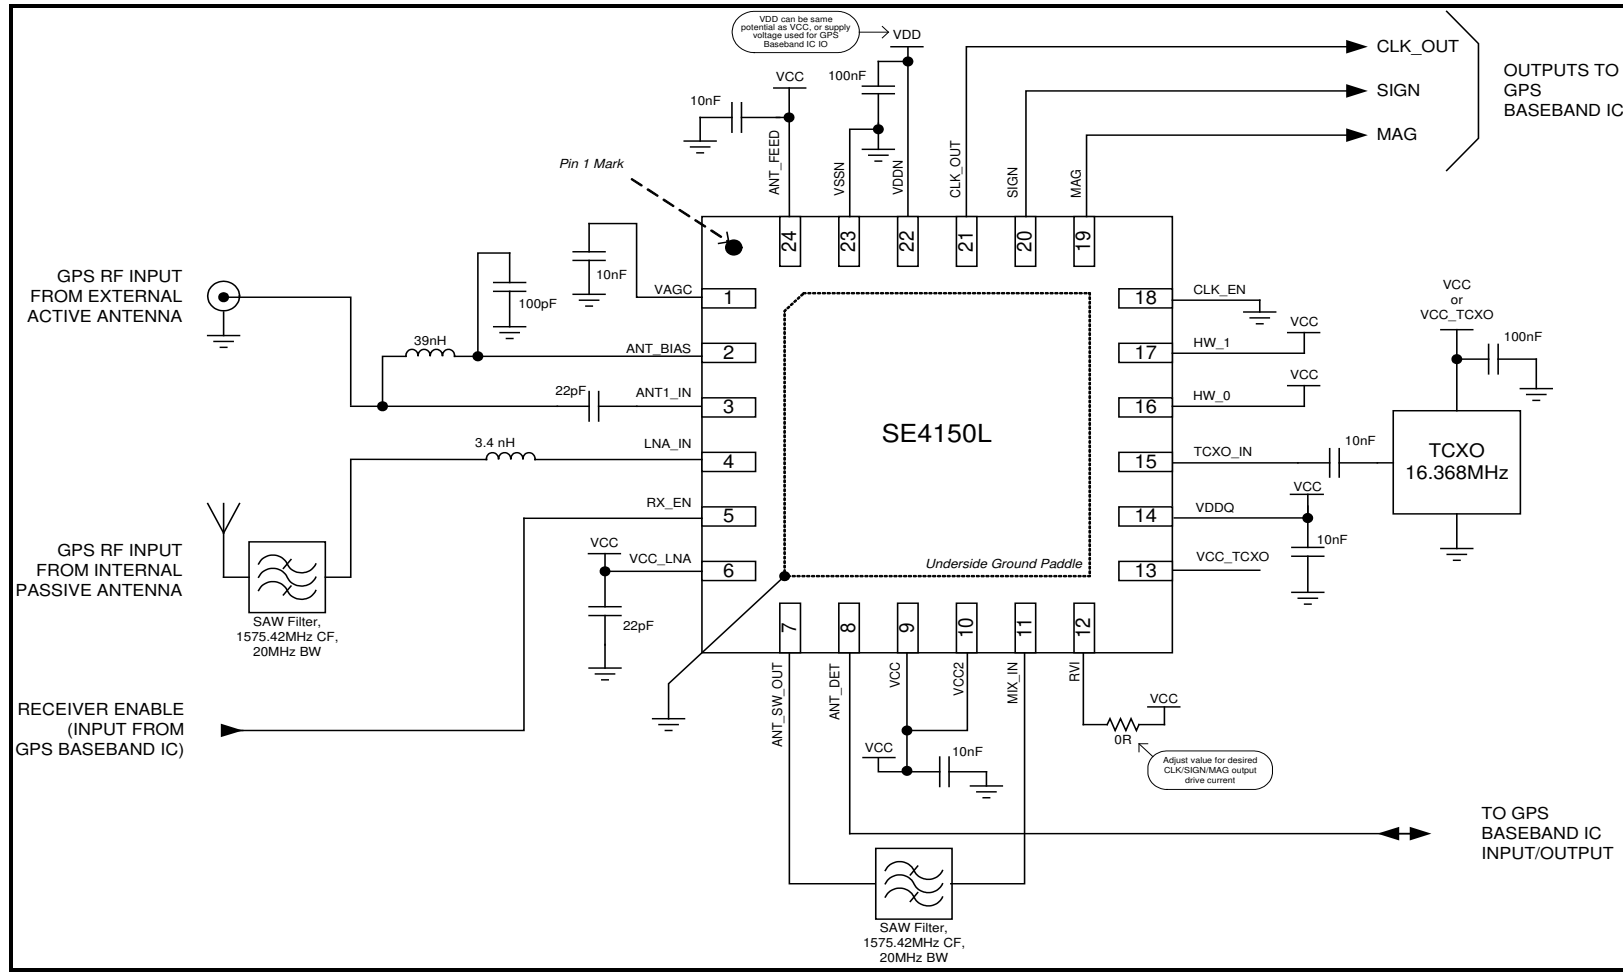 VDD can be same
potential as VCC, or supply
voltage used for GPS
Baseband IC IO
VDD
CLK_OUT
SIGN
MAG
OUTPUTS TO
GPS
BASEBAND IC
VCC
10nF
100nF
ANT_FEED
VSSN
VDDN
CLK_OUT
SIGN
MAG
Pin 1 Mark
24
23
22
21
20
19
GPS RF INPUT
FROM EXTERNAL
ACTIVE ANTENNA
10nF
100pF
39nH
22pF
VAGC
1
ANT_BIAS
2
ANT1_IN
3
3.4 nH
LNA_IN
4
RX_EN
5
VCC
VCC_LNA
6
22pF
GPS RF INPUT
FROM INTERNAL
PASSIVE ANTENNA
SAW Filter,
1575.42MHz CF,
20MHz BW
RECEIVER ENABLE
(INPUT FROM
GPS BASEBAND IC)
SE4150L
Underside Ground Paddle
18
CLK_EN
17
HW_1
VCC
16
HW_0
VCC
15
TCXO_IN
10nF
14
VDDQ
VCC
10nF
13
VCC_TCXO
VCC
or
VCC_TCXO
100nF
TCXO
16.368MHz
7
8
9
10
11
12
ANT_SW_OUT
ANT_DET
VCC
VCC2
MIX_IN
RVI
VCC
10nF
VCC
0R
Adjust value for desired
CLK/SIGN/MAG output
drive current
TO GPS
BASEBAND IC
INPUT/OUTPUT
SAW Filter,
1575.42MHz CF,
20MHz BW